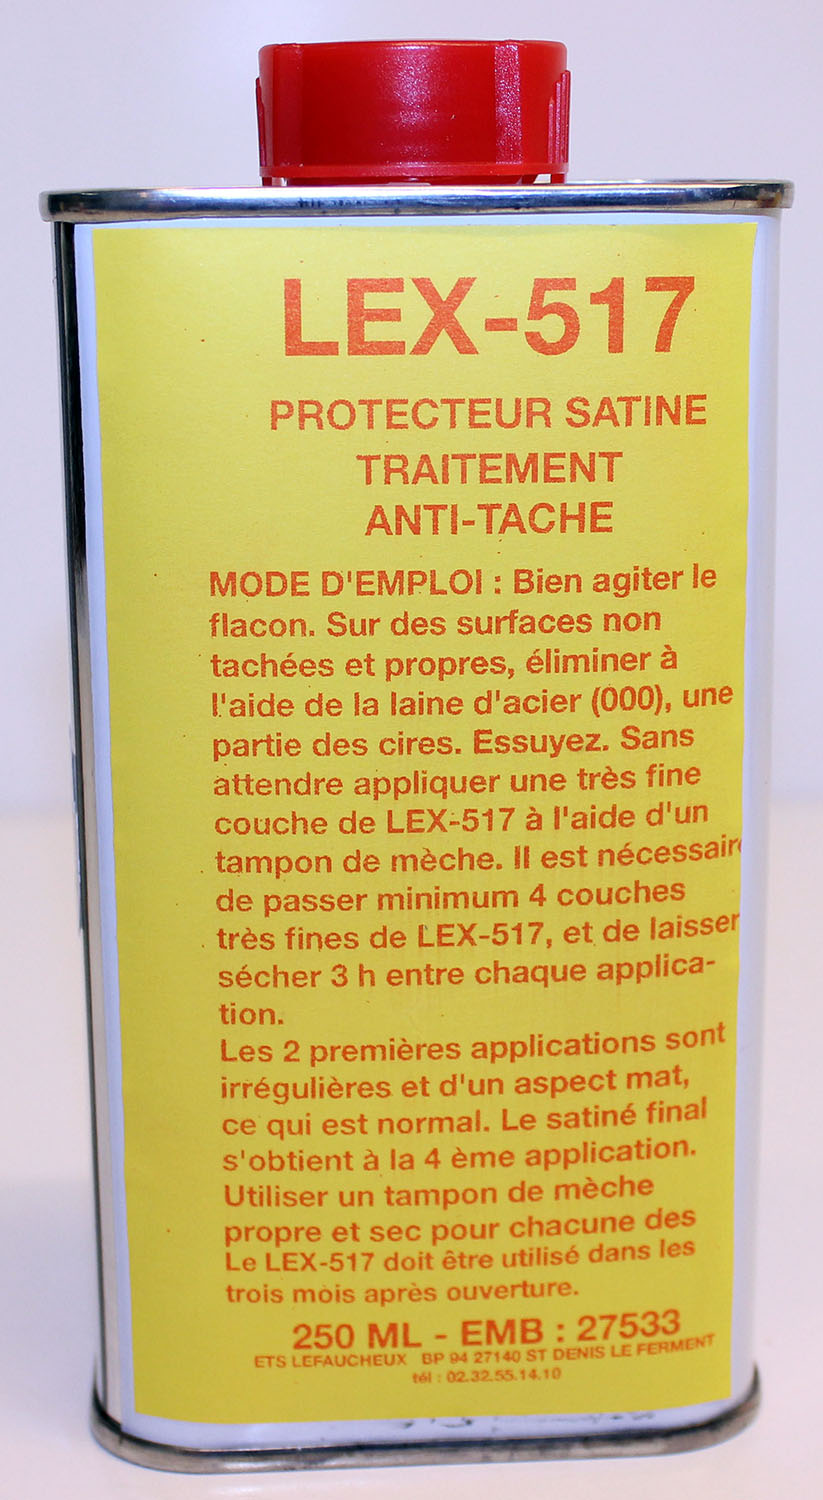 LEX-517
PROTECTEUR SATINE
TRAITEMENT
ANTI-TACHE
MODE D'EMPLOI : Bien agiter le
flacon. Sur des surfaces non
tachées et propres, éliminer à
l'aide de la laine d'acier (000), une
partie des cires. Essuyez. Sans
attendre appliquer une très fine
couche de LEX-517 à l'aide d'un
tampon de mèche. Il est nécessaire
de passer minimum 4 couches
très fines de LEX-517, et de laisser
sécher 3 h entre chaque applica-
tion.
Les 2 premières applications sont
irrégulières et d'un aspect mat,
ce qui est normal. Le satiné final
s'obtient à la 4 ème application.
Utiliser un tampon de mèche
propre et sec pour chacune des
Le LEX-517 doit être utilisé dans les
trois mois après ouverture.
250 ML - EMB : 27533
ETS LEFAUCHEUX BP 94 27140 ST DENIS LE FERMENT
tél : 02.32.55.14.10